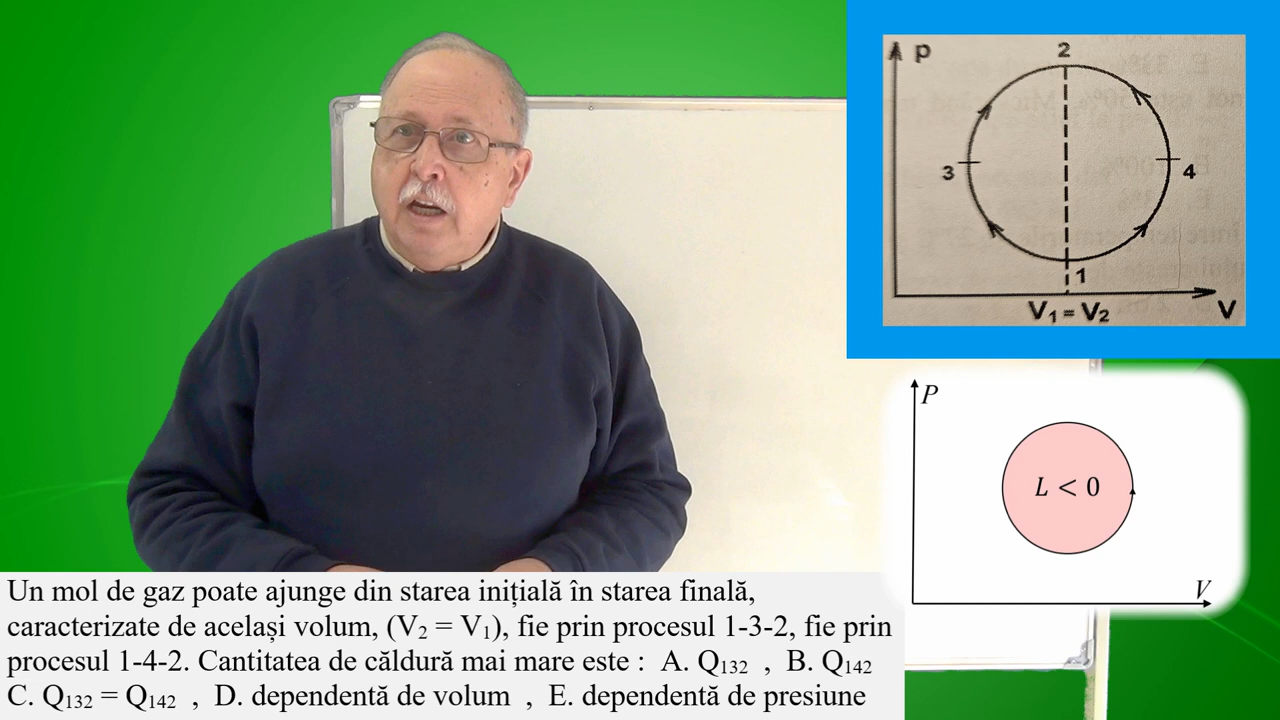 p
2
3
4
1
V₁ = V₂
V
P
L < 0
V
Un mol de gaz poate ajunge din starea inițială în starea finală,
caracterizate de același volum, (V₂ = V₁), fie prin procesul 1-3-2, fie prin
procesul 1-4-2. Cantitatea de căldură mai mare este : A. Q₁₃₂ , B. Q₁₄₂
C. Q₁₃₂ = Q₁₄₂ , D. dependentă de volum , E. dependentă de presiune